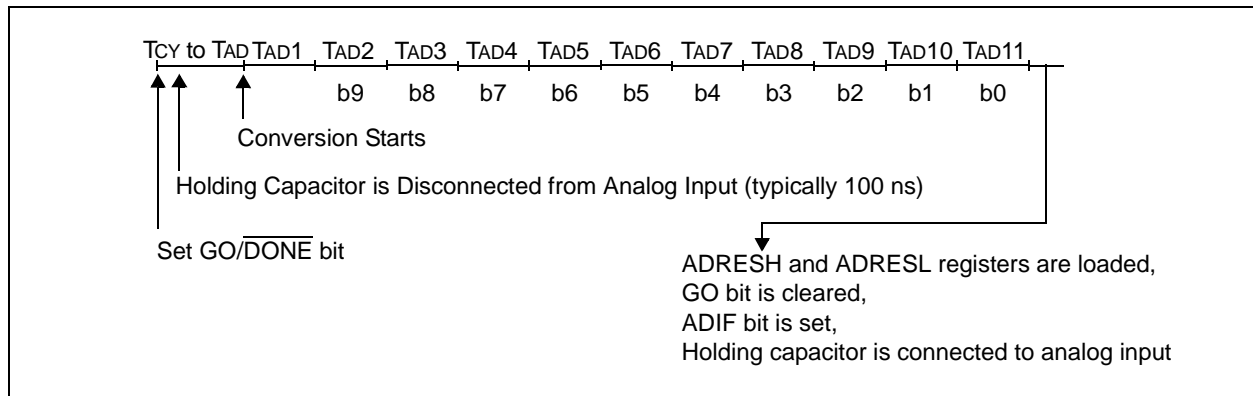 TCY to TAD TAD1 TAD2 TAD3 TAD4 TAD5 TAD6 TAD7 TAD8 TAD9 TAD10 TAD11
b9 b8 b7 b6 b5 b4 b3 b2 b1 b0
Conversion Starts
Holding Capacitor is Disconnected from Analog Input (typically 100 ns)
Set GO/DONE bit
ADRESH and ADRESL registers are loaded,
GO bit is cleared,
ADIF bit is set,
Holding capacitor is connected to analog input